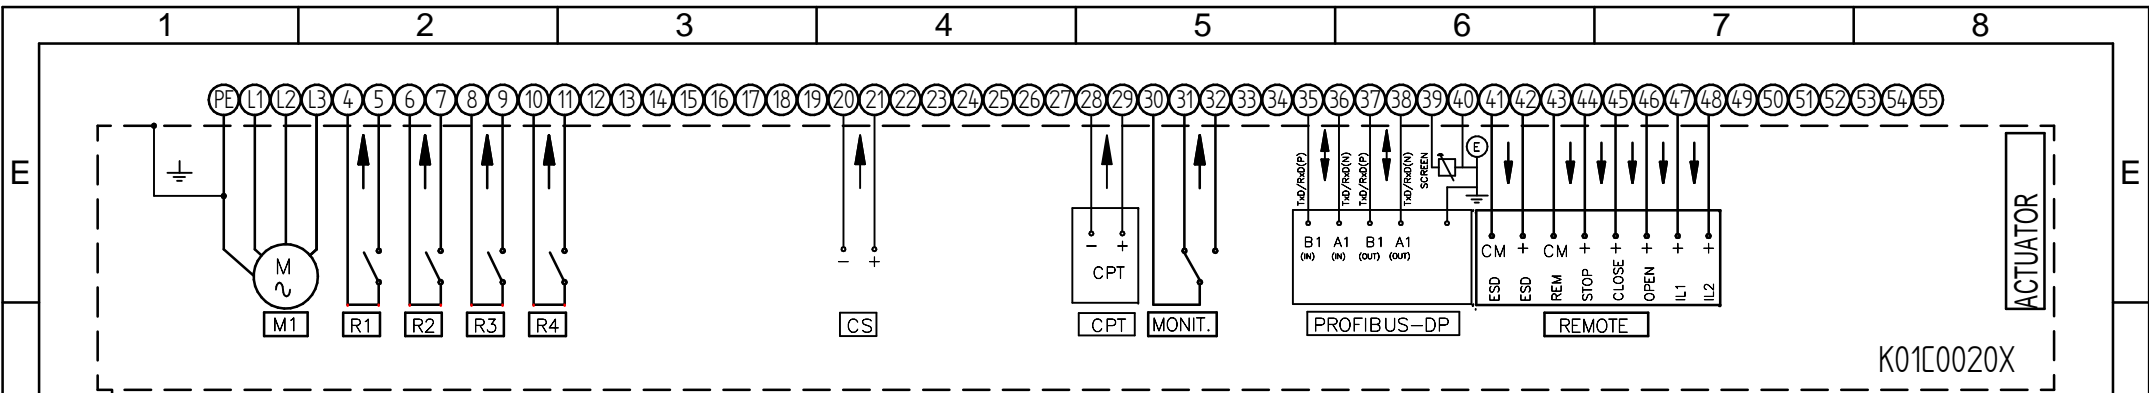 1 2 3 4 5 6 7 8
PE L1 L2 L3 4 5 6 7 8 9 10 11 12 13 14 15 16 17 18 19 20 21 22 23 24 25 26 27 28 29 30 31 32 33 34 35 36 37 38 39 40 41 42 43 44 45 46 47 48 49 50 51 52 53 54 55
E
E
TxD/RxD(P)
TxD/RxD(N)
TxD/RxD(P)
TxD/RxD(N)
SCREEN
E
ACTUATOR
M
− +
− +
CPT
B1 A1 B1 A1
(IN) (IN) (OUT) (OUT)
CM + CM + + + + +
ESD
ESD
REM
STOP
CLOSE
OPEN
IL1
IL2
M1 R1 R2 R3 R4 CS CPT MONIT. PROFIBUS-DP REMOTE
K01C0020X